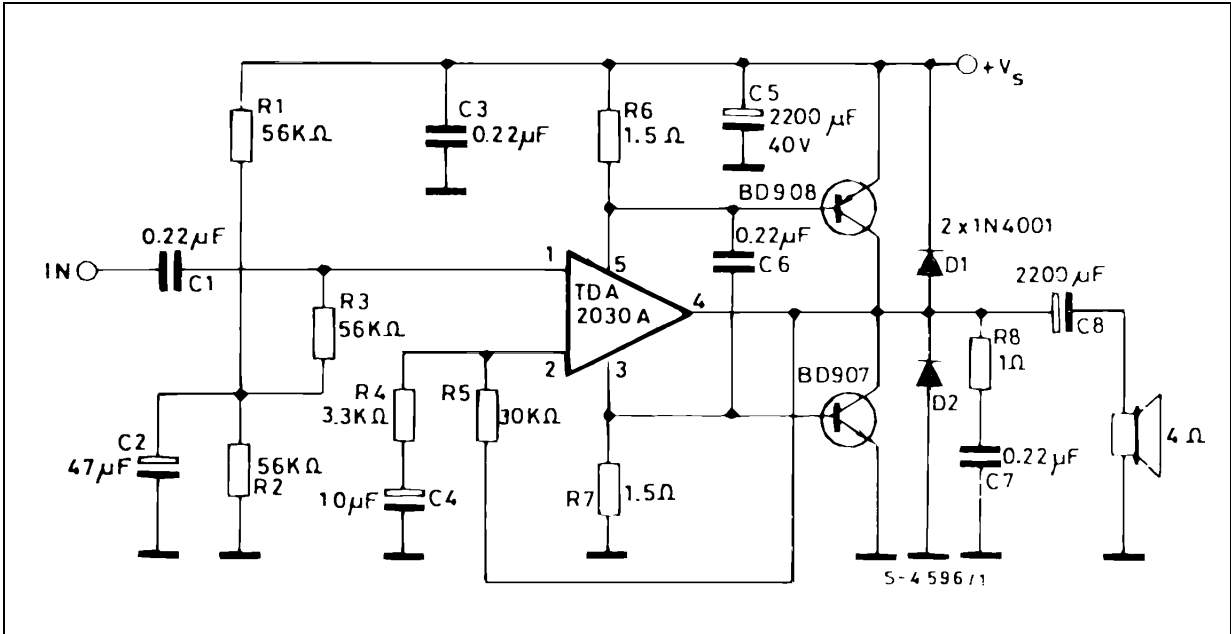 +Vs
R1
56KΩ
C3
0.22µF
R6
1.5Ω
C5
2200 µF
40V
BD908
2x1N4001
0.22µF
IN
C1
1
5
TDA
2030A
4
0.22µF
C6
D1
2200µF
C8
R3
56KΩ
2
3
R8
1Ω
BD907
D2
R4
3.3KΩ
R5
30KΩ
4Ω
C2
47µF
56KΩ
R2
10µF
C4
R7
1.5Ω
0.22µF
C7
S-4596/1